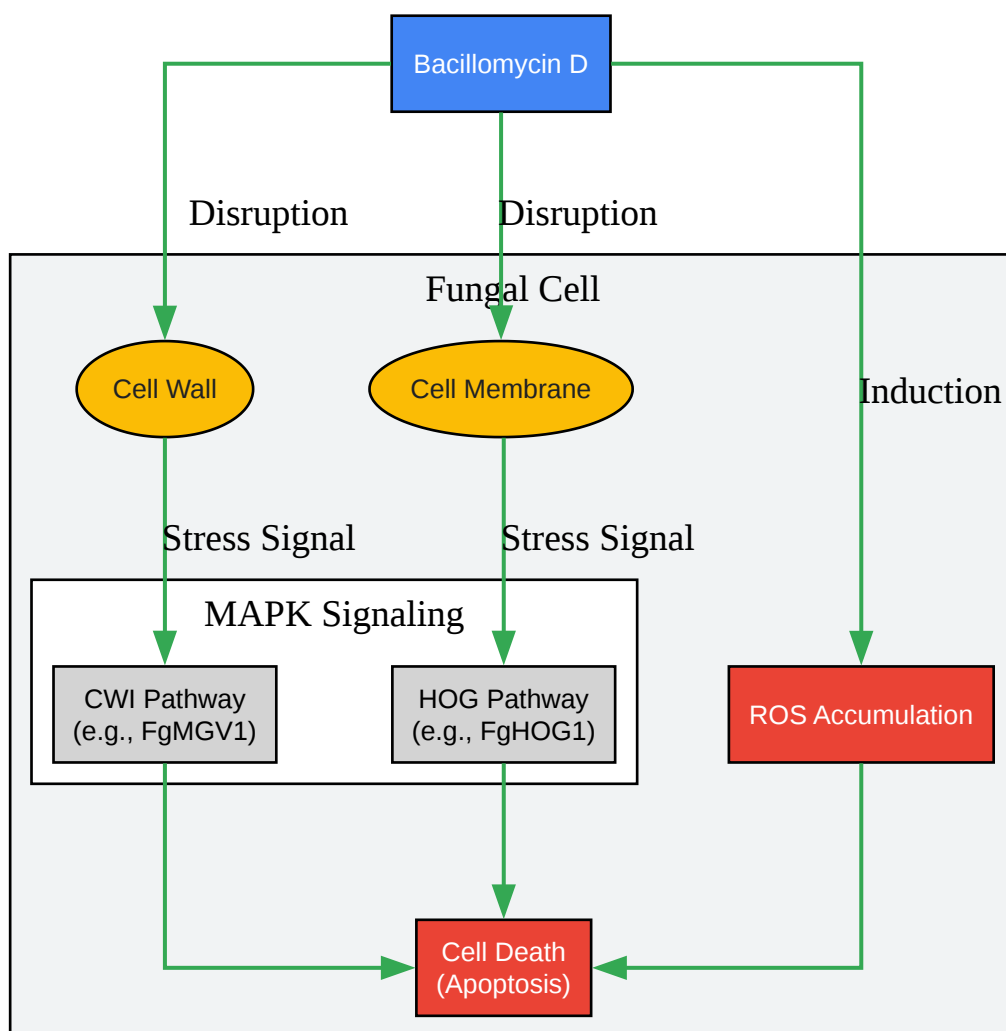 Bacillomycin D
Disruption
Disruption
Fungal Cell
Cell Wall
Cell Membrane
Induction
Stress Signal
Stress Signal
MAPK Signaling
CWI Pathway
(e.g., FgMGV1)
HOG Pathway
(e.g., FgHOG1)
ROS Accumulation
Cell Death
(Apoptosis)